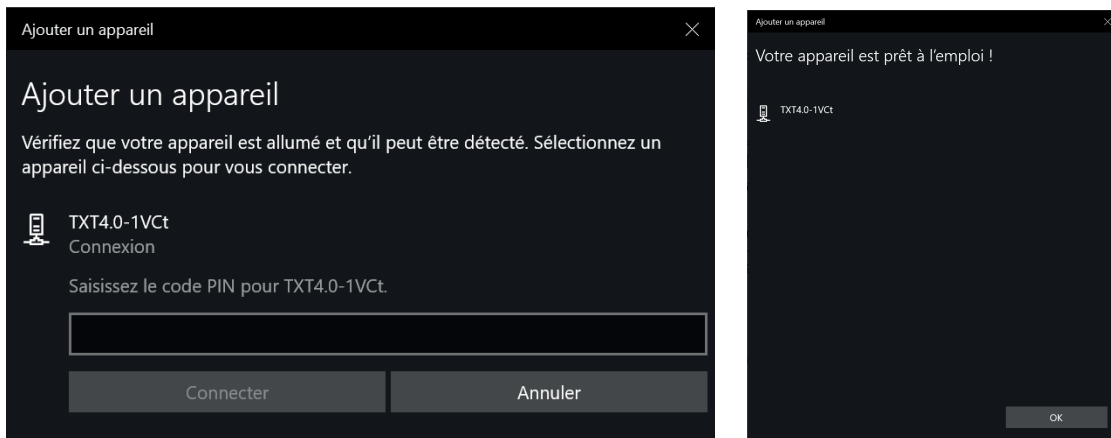 Ajouter un appareil
Ajouter un appareil
Vérifiez que votre appareil est allumé et qu'il peut être détecté. Sélectionnez un
appareil ci-dessous pour vous connecter.
TXT4.0-1VCt
Connexion
Saisissez le code PIN pour TXT4.0-1VCt.
Connecter
Annuler
Ajouter un appareil
Votre appareil est prêt à l'emploi !
TXT4.0-1VCt
OK